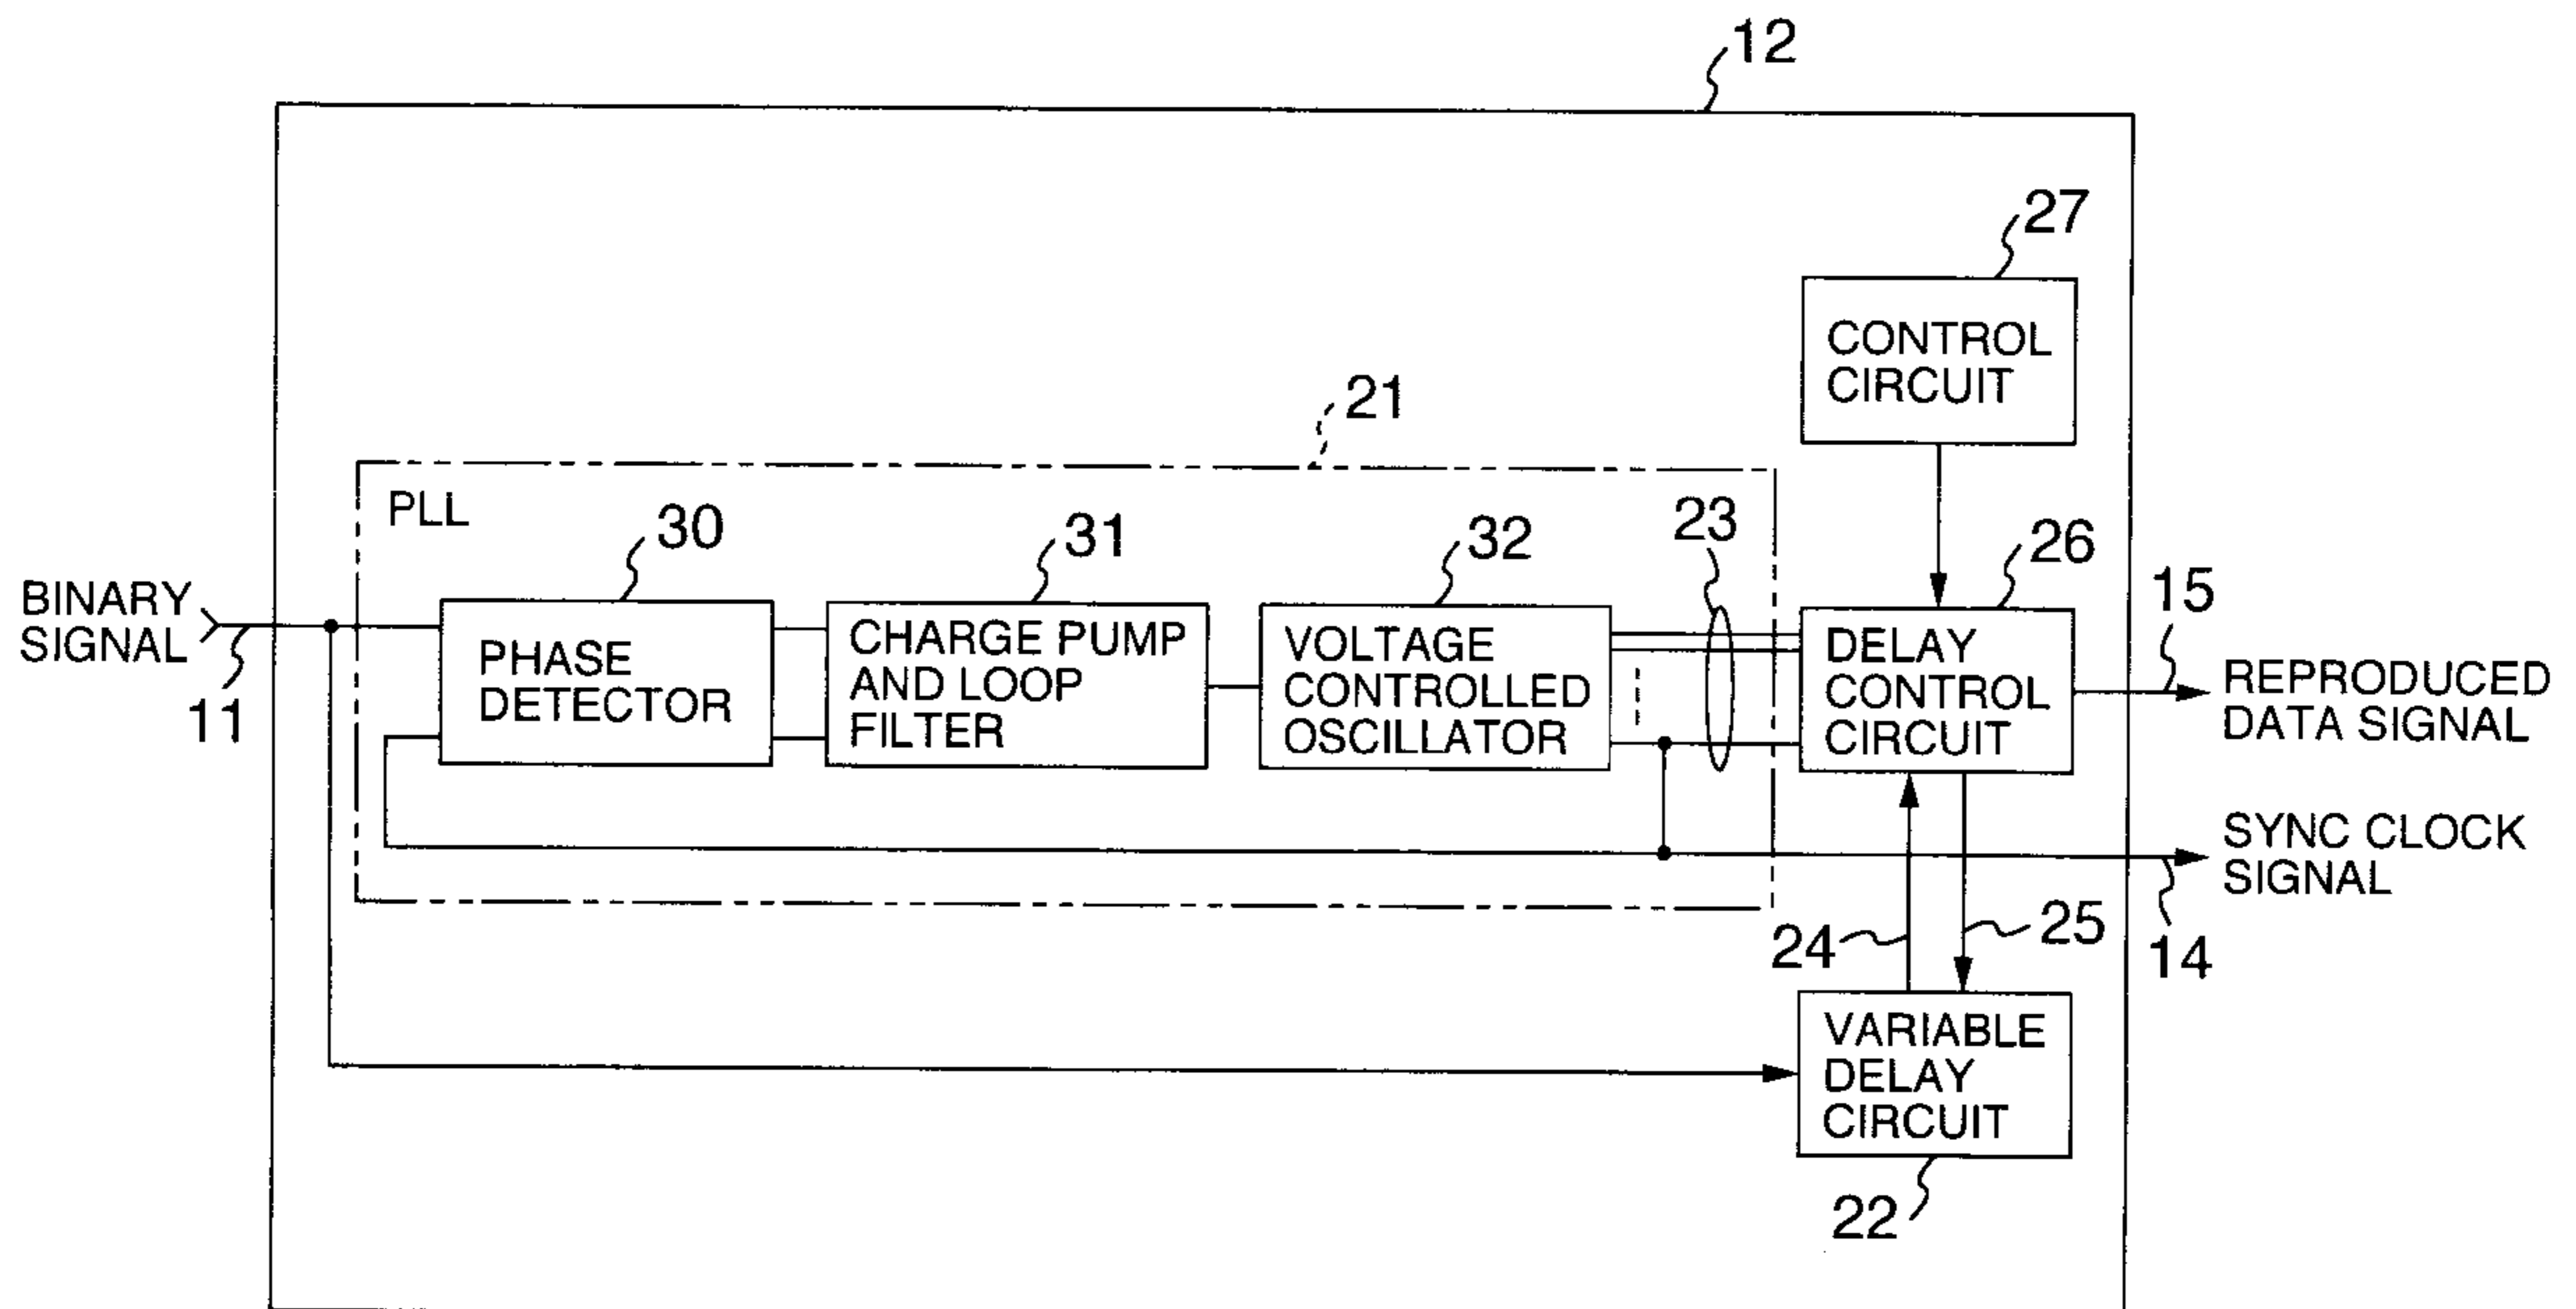 12
27
CONTROL
CIRCUIT
21
PLL
30
31
32
23
26
15
BINARY
SIGNAL
11
PHASE
DETECTOR
CHARGE PUMP
AND LOOP
FILTER
VOLTAGE
CONTROLLED
OSCILLATOR
DELAY
CONTROL
CIRCUIT
REPRODUCED
DATA SIGNAL
SYNC CLOCK
SIGNAL
14
24
25
VARIABLE
DELAY
CIRCUIT
22